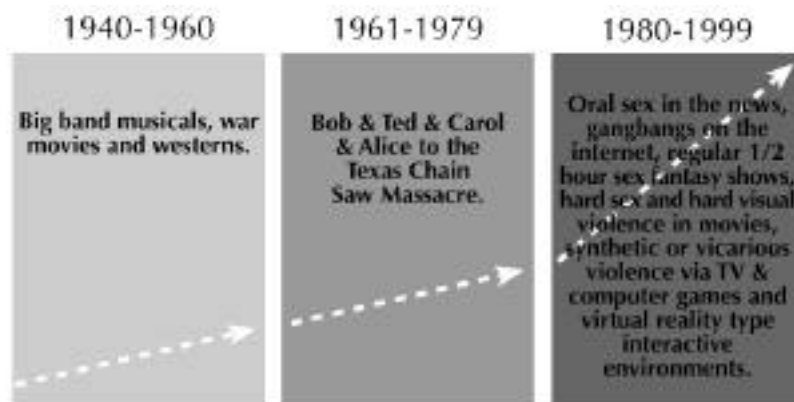 1940-1960
Big band musicals, war
movies and westerns.
1961-1979
Bob & Ted & Carol
& Alice to the
Texas Chain
Saw Massacre.
1980-1999
Oral sex in the news,
gangbangs on the
internet, regular 1/2
hour sex fantasy shows,
hard sex and hard visual
violence in movies,
synthetic or vicarious
violence via TV &
computer games and
virtual reality type
interactive
environments.